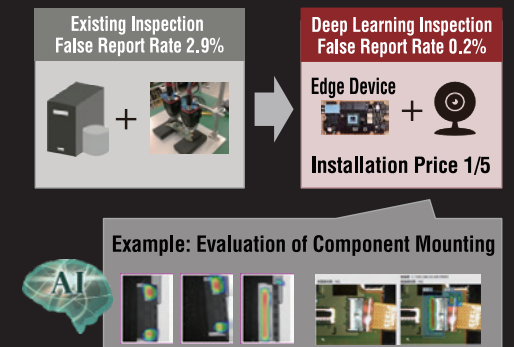 Existing Inspection
False Report Rate 2.9%
+
Deep Learning Inspection
False Report Rate 0.2%
Edge Device
+
Installation Price 1/5
Example: Evaluation of Component Mounting
AI